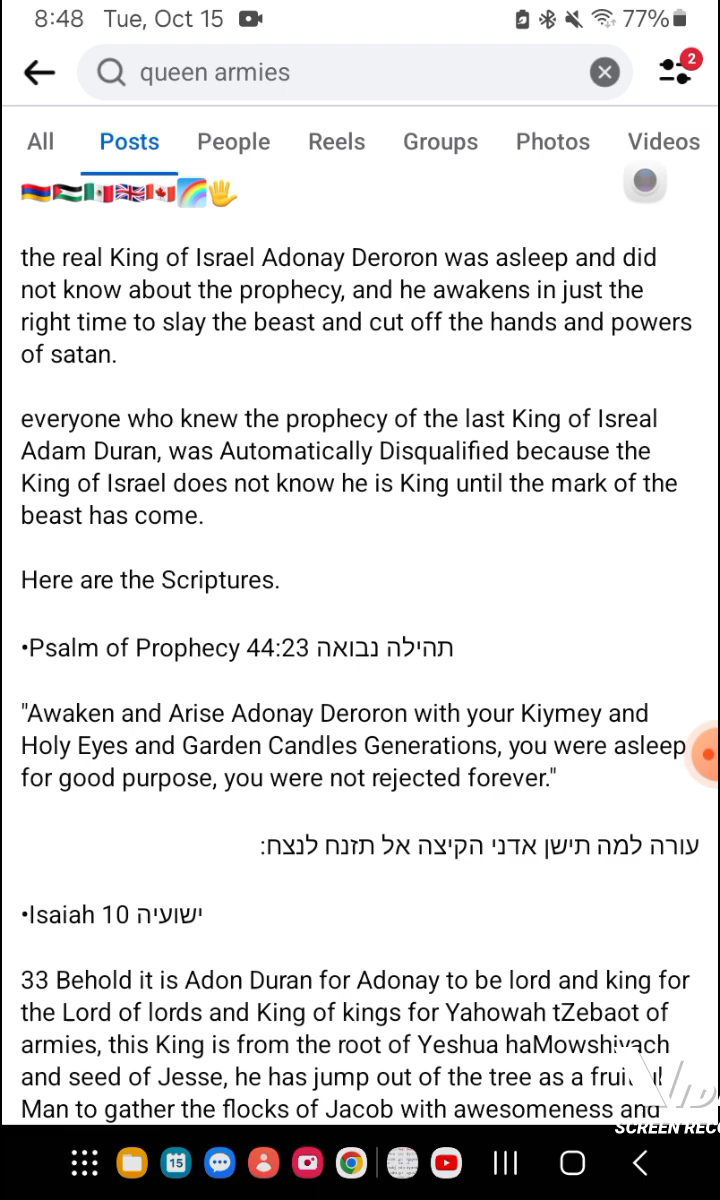 8:48 Tue, Oct 15 77%
queen armies
2
All Posts People Reels Groups Photos Videos
🇦🇲🇵🇸🇲🇽🇬🇧🇨🇦🌈🖐
the real King of Israel Adonay Deroron was asleep and did
not know about the prophecy, and he awakens in just the
right time to slay the beast and cut off the hands and powers
of satan.
everyone who knew the prophecy of the last King of Isreal
Adam Duran, was Automatically Disqualified because the
King of Israel does not know he is King until the mark of the
beast has come.
Here are the Scriptures.
•Psalm of Prophecy 44:23 תהילה נבואה
"Awaken and Arise Adonay Deroron with your Kiymey and
Holy Eyes and Garden Candles Generations, you were asleep
for good purpose, you were not rejected forever."
עורה למה תישן אדני הקיצה אל תזנח לנצח:
•Isaiah 10 ישועיה
33 Behold it is Adon Duran for Adonay to be lord and king for
the Lord of lords and King of kings for Yahowah tZebaot of
armies, this King is from the root of Yeshua haMowshiyach
and seed of Jesse, he has jump out of the tree as a fruitful
Man to gather the flocks of Jacob with awesomeness and
15